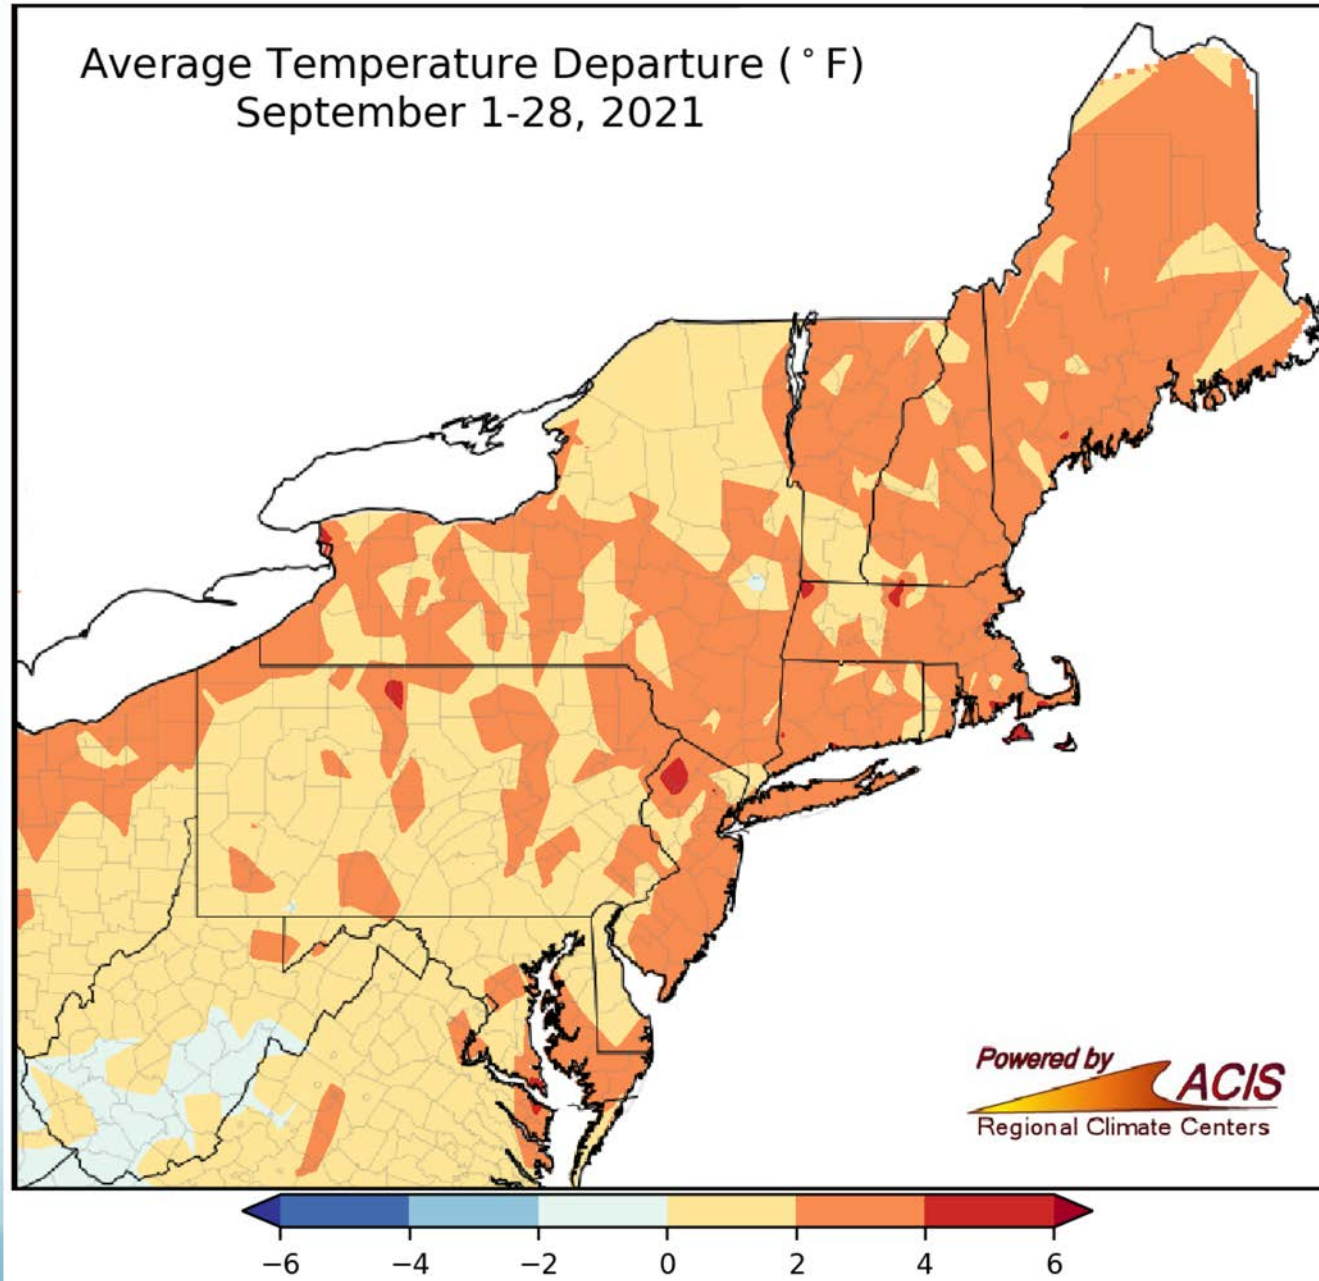 Average Temperature Departure (°F)
September 1-28, 2021
Powered by
ACIS
Regional Climate Centers
−6 −4 −2 0 2 4 6